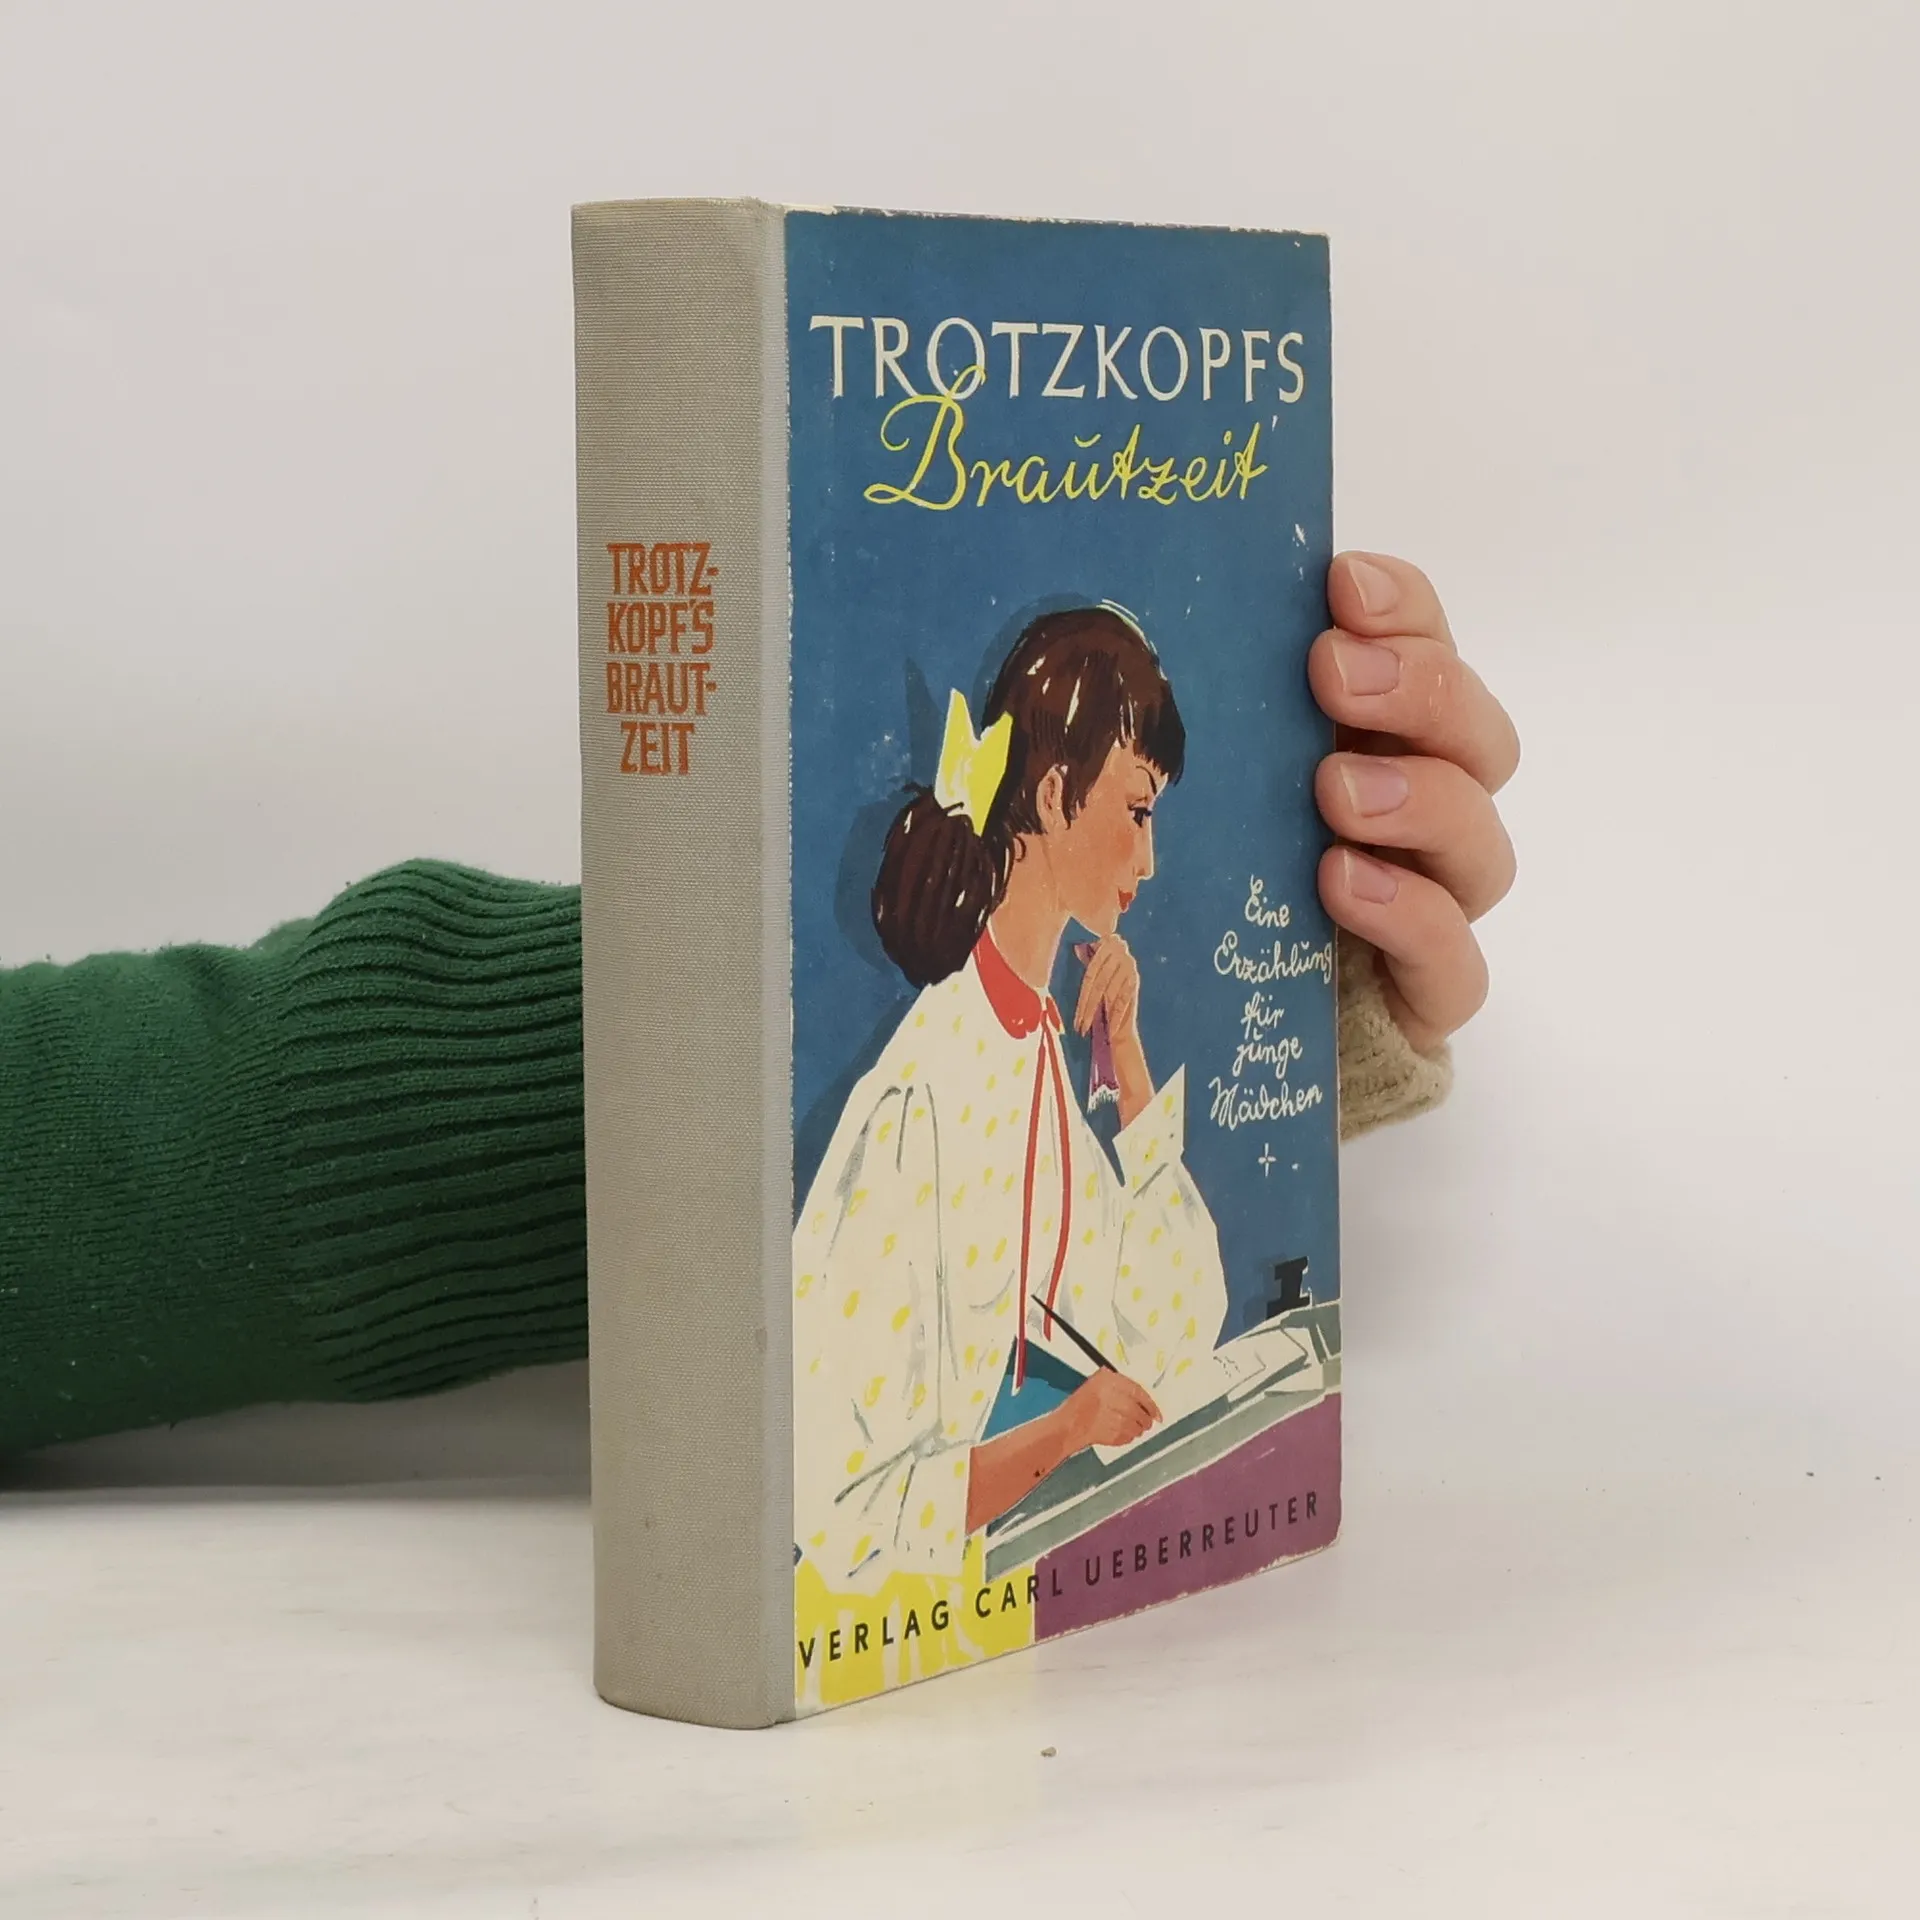 TROTZ-
KOPF'S
BRAUT-
ZEIT
TROTZKOPFS
Brautzeit
Eine
Erzählung
für
junge
Mädchen
VERLAG CARL UEBERREUTER